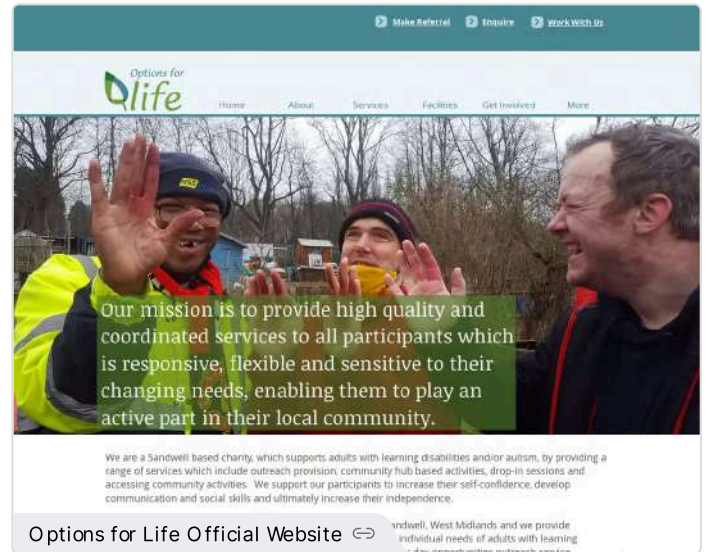 Make Referral Enquire Work With Us
Options for
life
Home About Services Facilities Get Involved More
Our mission is to provide high quality and
coordinated services to all participants which
is responsive, flexible and sensitive to their
changing needs, enabling them to play an
active part in their local community.
We are a Sandwell based charity, which supports adults with learning disabilities and/or autism, by providing a
range of services which include outreach provision, community hub based activities, drop-in sessions and
accessing community activities. We support our participants to increase their self-confidence, develop
communication and social skills and ultimately increase their independence.
andwell, West Midlands and we provide
individual needs of adults with learning
day opportunities outreach service
Options for Life Official Website